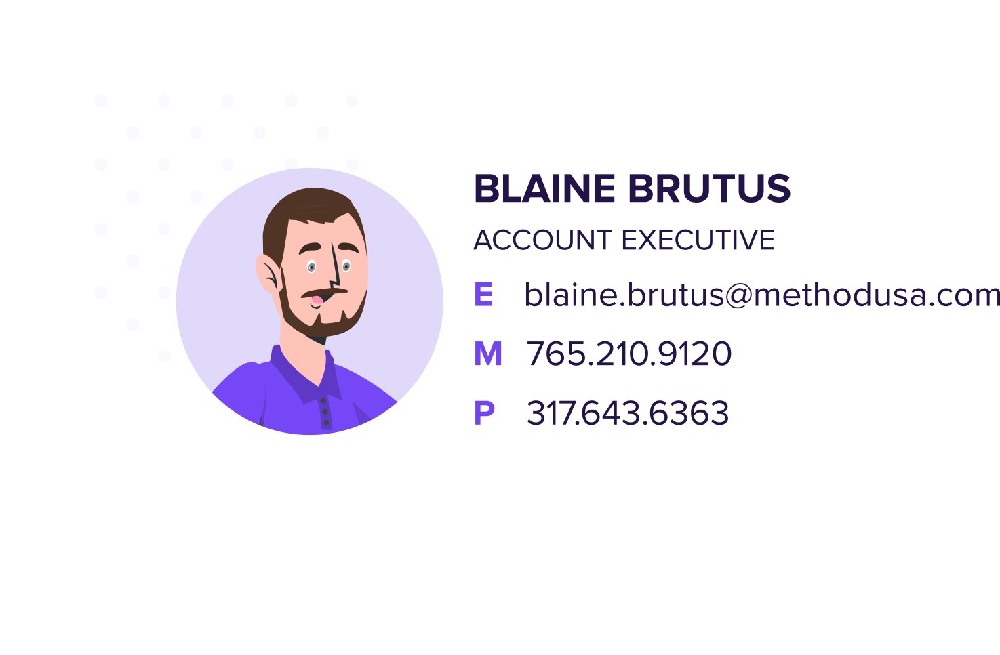 BLAINE BRUTUS
ACCOUNT EXECUTIVE
E blaine.brutus@methodusa.com
M 765.210.9120
P 317.643.6363